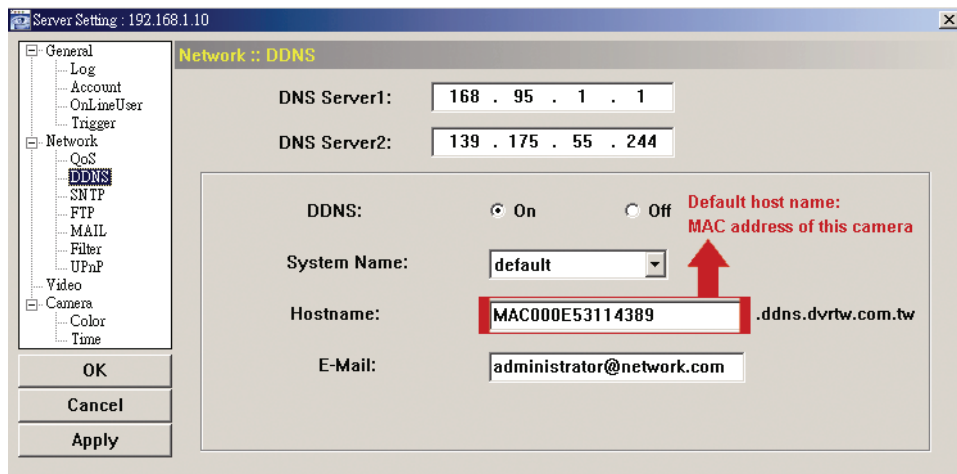 Server Setting : 192.168.1.10
General
Log
Account
OnLineUser
Trigger
Network
QoS
DDNS
SNTP
FTP
MAIL
Filter
UPnP
Video
Camera
Color
Time
OK
Cancel
Apply
Network :: DDNS
DNS Server1: 168 . 95 . 1 . 1
DNS Server2: 139 . 175 . 55 . 244
DDNS: On Off
Default host name:
MAC address of this camera
System Name: default
Hostname: MAC000E53114389 .ddns.dvrtw.com.tw
E-Mail: administrator@network.com